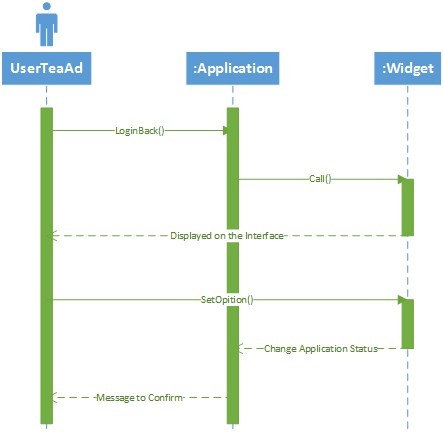 UserTeaAd
:Application
:Widget
LoginBack()
Call()
Displayed on the Interface
SetOpition()
Change Application Status
Message to Confirm